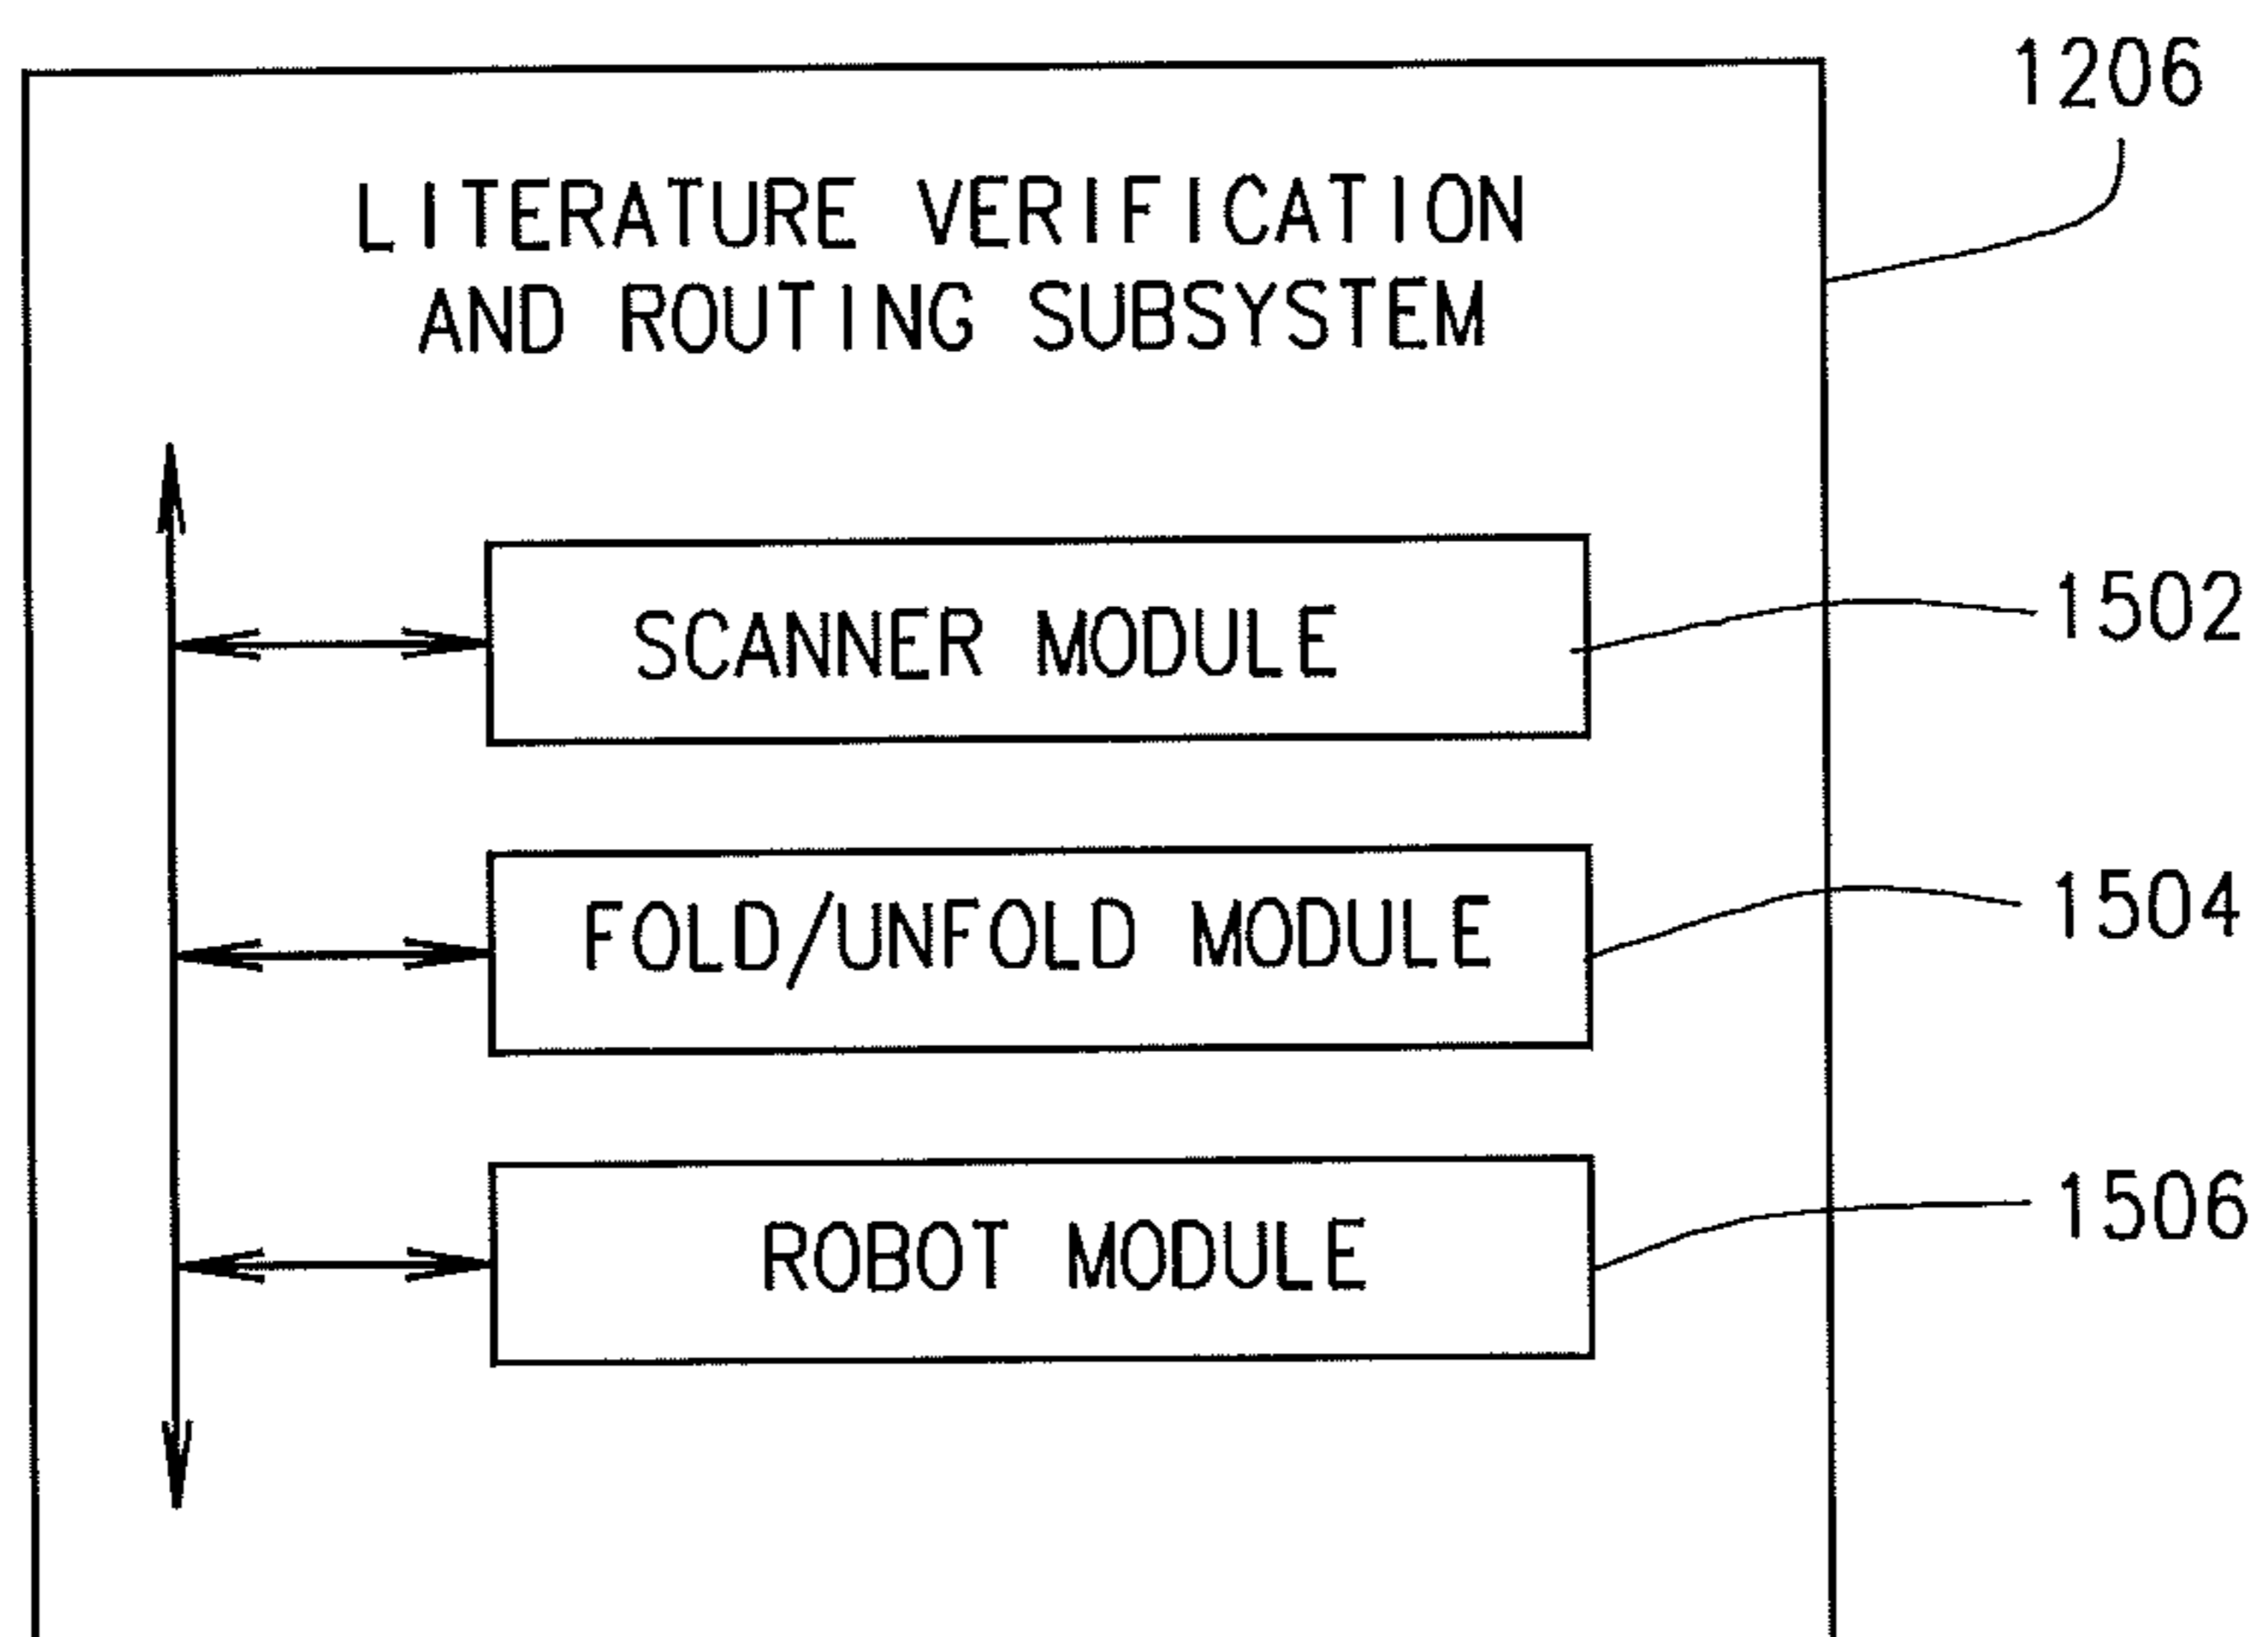 1206
LITERATURE VERIFICATION
AND ROUTING SUBSYSTEM
SCANNER MODULE
1502
FOLD/UNFOLD MODULE
1504
ROBOT MODULE
1506